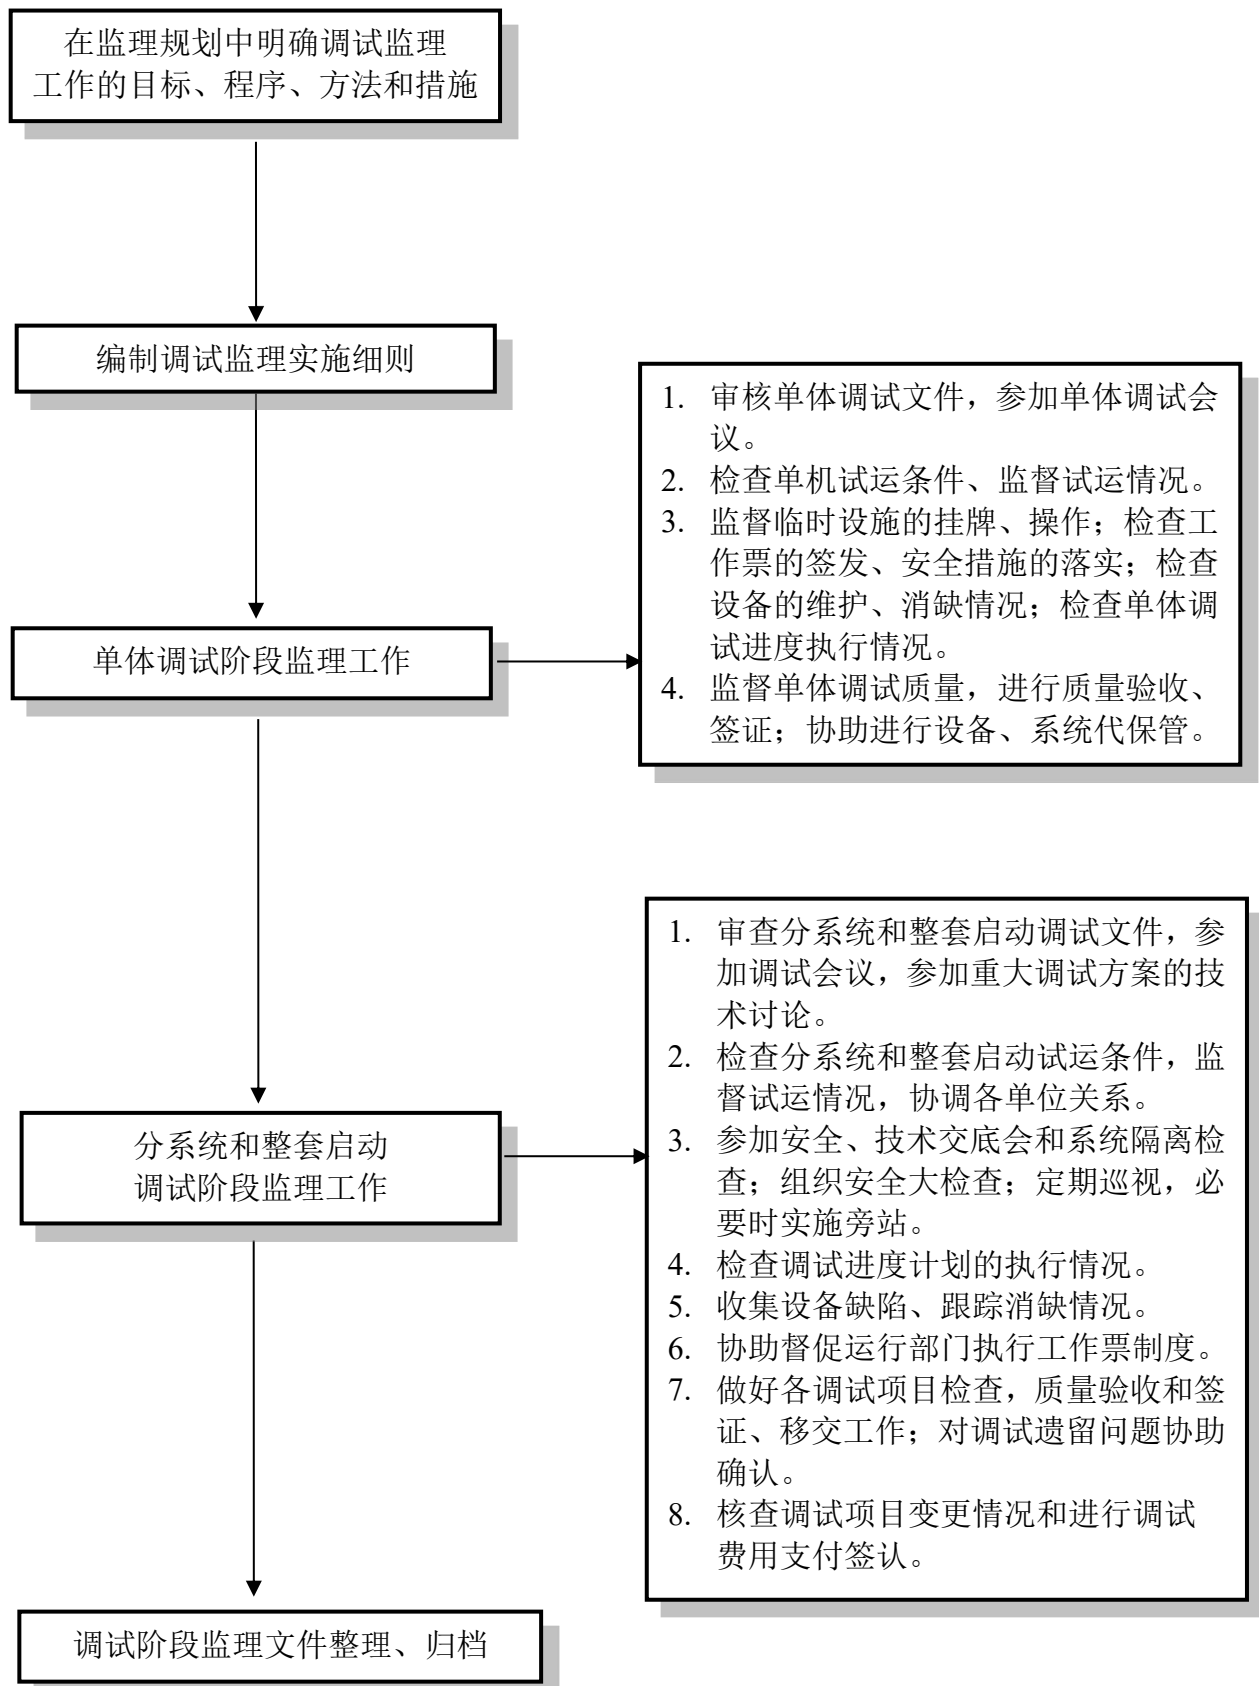 在监理规划中明确调试监理
工作的目标、程序、方法和措施
编制调试监理实施细则
1. 审核单体调试文件，参加单体调试会
议。
2. 检查单机试运条件、监督试运情况。
3. 监督临时设施的挂牌、操作；检查工
作票的签发、安全措施的落实；检查
设备的维护、消缺情况；检查单体调
试进度执行情况。
4. 监督单体调试质量，进行质量验收、
签证；协助进行设备、系统代保管。
单体调试阶段监理工作
1. 审查分系统和整套启动调试文件，参
加调试会议，参加重大调试方案的技
术讨论。
2. 检查分系统和整套启动试运条件，监
督试运情况，协调各单位关系。
3. 参加安全、技术交底会和系统隔离检
查；组织安全大检查；定期巡视，必
要时实施旁站。
4. 检查调试进度计划的执行情况。
5. 收集设备缺陷、跟踪消缺情况。
6. 协助督促运行部门执行工作票制度。
7. 做好各调试项目检查，质量验收和签
证、移交工作；对调试遗留问题协助
确认。
8. 核查调试项目变更情况和进行调试
费用支付签认。
分系统和整套启动
调试阶段监理工作
调试阶段监理文件整理、归档